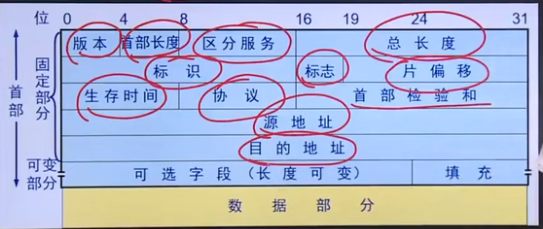 位 0 4 8 16 19 24 31
版本 首部长度 区分服务 总长度
标识 标志 片偏移
生存时间 协议 首部检验和
源地址
目的地址
可选字段（长度可变） 填充
数据部分
首部
固定部分
可变部分